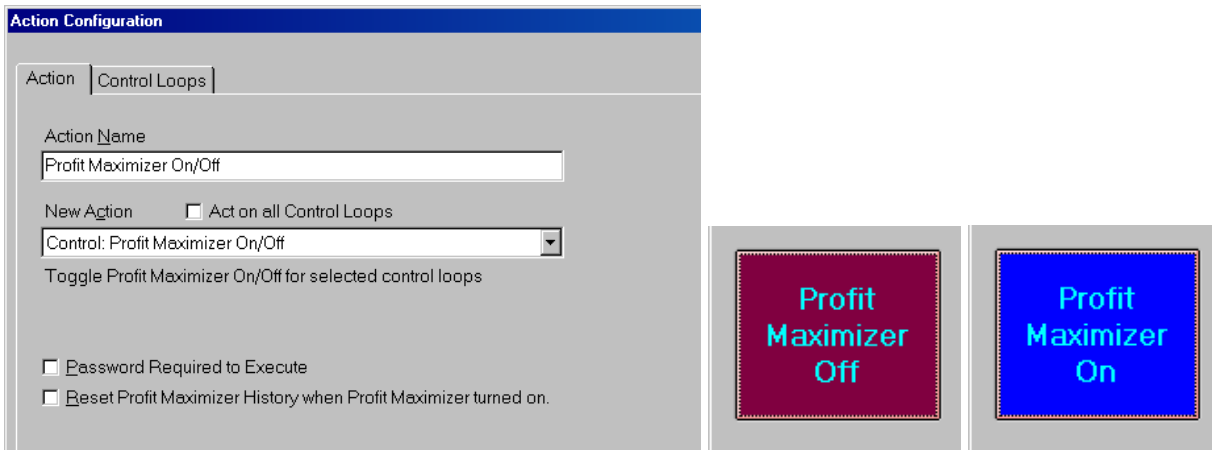 Action Configuration
Action
Control Loops
Action Name
Profit Maximizer On/Off
New Action
Act on all Control Loops
Control: Profit Maximizer On/Off
Toggle Profit Maximizer On/Off for selected control loops
Password Required to Execute
Reset Profit Maximizer History when Profit Maximizer turned on.
Profit
Maximizer
Off
Profit
Maximizer
On